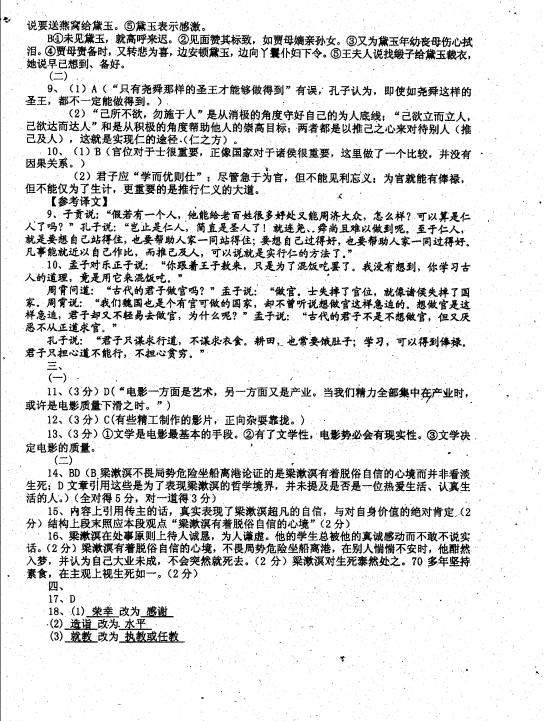 说要送燕窝给黛玉。⑤黛玉表示感激。
B①未见黛玉，就高呼来迟。②见面赞其标致，如贾母嫡亲孙女。③又为黛玉年幼丧母伤心拭
泪。④贾母责备时，又转悲为喜，边安顿黛玉，边向丫鬟仆妇下令。⑤王夫人说找缎子给黛玉裁衣，
她说早已想到、备好。
（二）
9、（1）A（“只有尧舜那样的圣王才能够做得到”有误，孔子认为，即使如尧舜这样的
圣王，都不一定能做得到。）
（2）“己所不欲，勿施于人”是从消极的角度守好自己的为人底线；“己欲立而立人，
己欲达而达人”和是从积极的角度帮助他人的崇高目标；两者都是以推己之心来对待别人（推
己及人），这就是实现仁的途径（仁之方）。
10、（1）B（官位对于士很重要，正像国家对于诸侯很重要，这里做了一个比较，并没有
因果关系。）
（2）君子应“学而优则仕”；尽管急于为官，但不能见利忘义；为官就能有俸禄，
但不能仅为了生计，更重要的是推行仁义的大道。
【参考译文】
9、子贡说：“假若有一个人，他能给老百姓很多好处又能周济大众，怎么样？可以算是仁
人了吗？”孔子说：“岂止是仁人，简直是圣人了！就连尧、舜尚且难以做到呢。至于仁人，
就是要想自己站得住，也要帮助人家一同站得住；要想自己过得好，也要帮助人家一同过得好。
凡事能就近以自己作比，而推己及人，可以说就是实行仁的方法了。”
10、孟子对乐正子说：“你跟着王子敖来，只是为了混饭吃罢了。我没有想到，你学习古
人的道理，竟是用它来混饭吃。”
周霄问道：“古代的君子做官吗？”孟子说：“做官。士失掉了官位，就像诸侯失掉了国
家。周霄说：“我们魏国也是个有官可做的国家，却不曾听说想做官这样急迫的。想做官是这
样急迫，君子却又不轻易去做官，为什么呢？”孟子说：“古代的君子不是不想做官，但又厌
恶不从正道求官。”
孔子说：“君子只谋求行道，不谋求衣食。耕田，也常要饿肚子；学习，可以得到俸禄。
君子只担心道不能行，不担心贫穷。”
三、
（一）
11、（3分）D（“电影一方面是艺术，另一方面又是产业。当我们精力全部集中在产业时，
或许是电影质量下滑之时。”）
12、（3分）C(有些精工制作的影片，正向杂耍靠拢。)
13、（3分）①文学是电影最基本的手段。②有了文学性，电影势必会有现实性。③文学决
定电影的质量。
（二）
14、BD（B 梁漱溟不畏局势危险坐船离港论证的是梁漱溟有着脱俗自信的心境而并非看淡
生死；D 文章引用这些是为了表现梁漱溟的哲学境界，并未提及是否是一位热爱生活、认真生
活的人。）（全对得 5 分，对一道得 3 分）
15、内容上引用传主的话，真实表现了梁漱溟超凡的自信，与对自身价值的绝对肯定（2
分）结构上段末照应本段观点“梁漱溟有着脱俗自信的心境”（2 分）
16、梁漱溟在处事原则上待人诚恳，为人谦虚。他的学生总被他的真诚感动而不敢不说实
话。（2 分）梁漱溟有着脱俗自信的心境，不畏局势危险坐船离港，在别人惴惴不安时，他酣然
入梦，并认为自己大业未成，不会突然就死去。（2 分）梁漱溟对生死泰然处之。70 多年坚持
素食，在主观上视生死如一。（2 分）
四、
17、D
18、（1）荣幸 改为 感谢
（2）造诣 改为 水平
（3）就教 改为 执教或任教